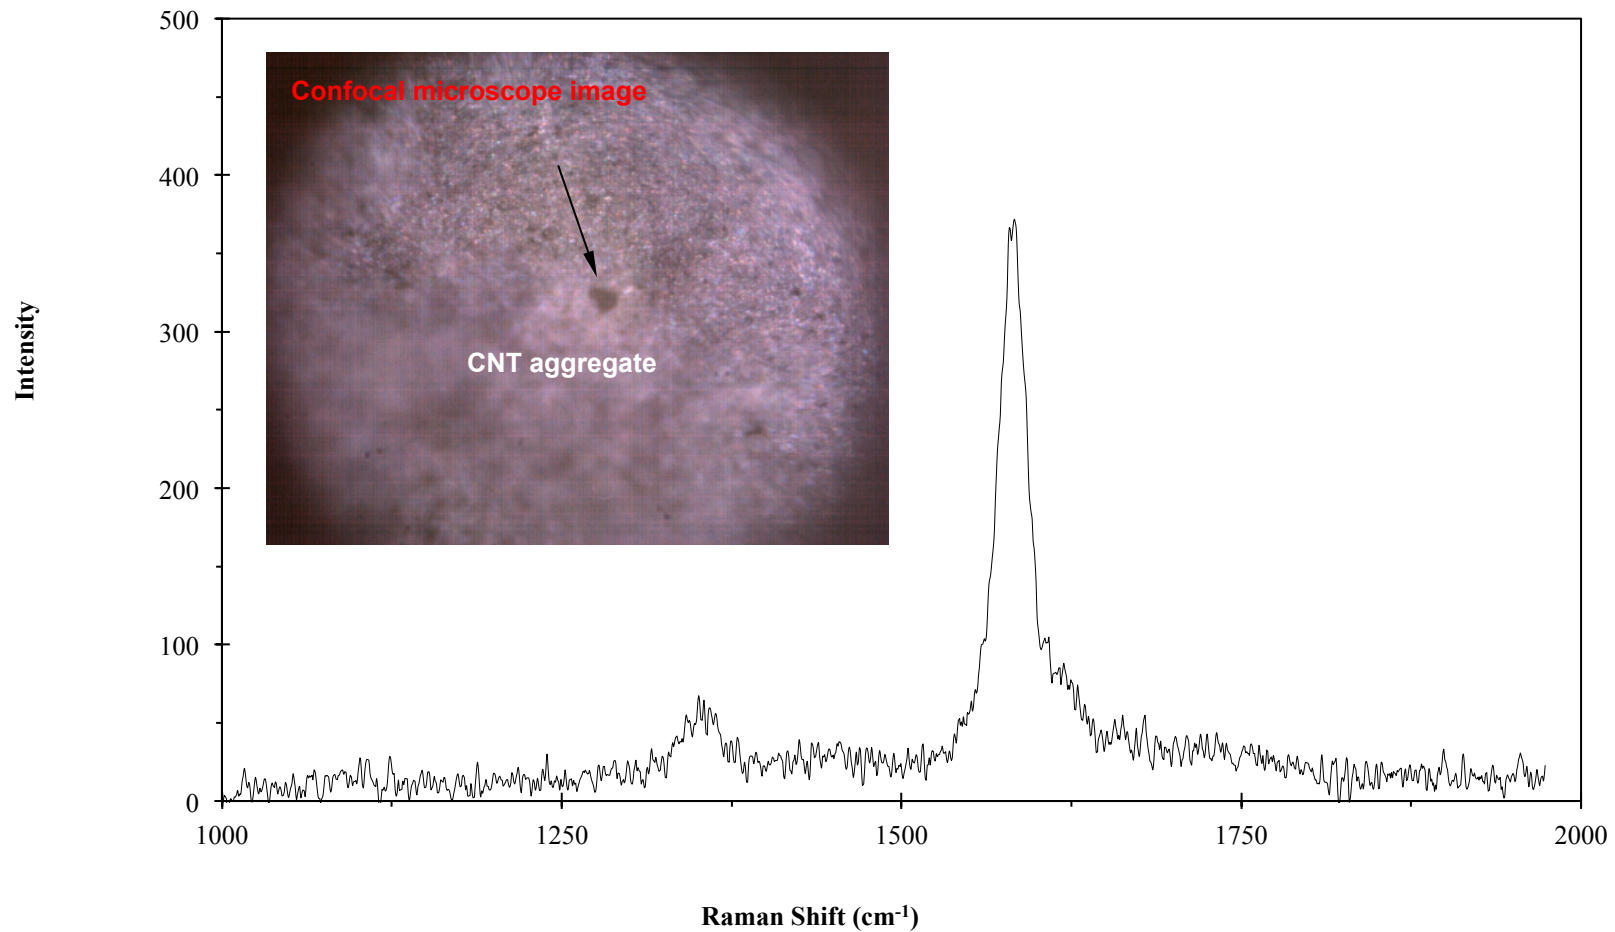 500
400
300
200
100
0
Intensity
Confocal microscope image
CNT aggregate
1000 1250 1500 1750 2000
Raman Shift (cm-1)